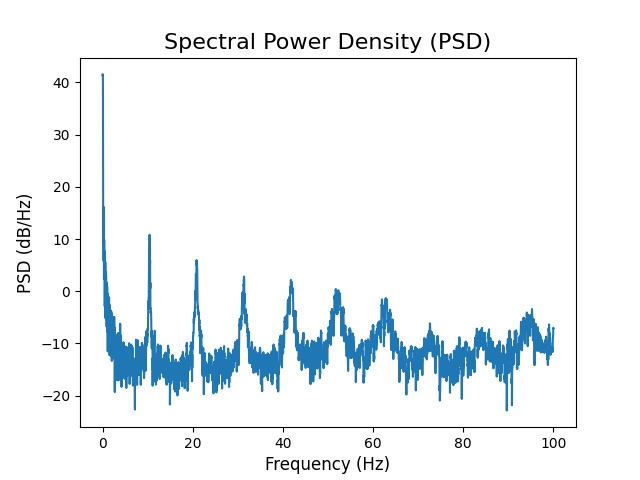 Spectral Power Density (PSD)
40
30
20
10
0
−10
−20
PSD (dB/Hz)
0 20 40 60 80 100
Frequency (Hz)